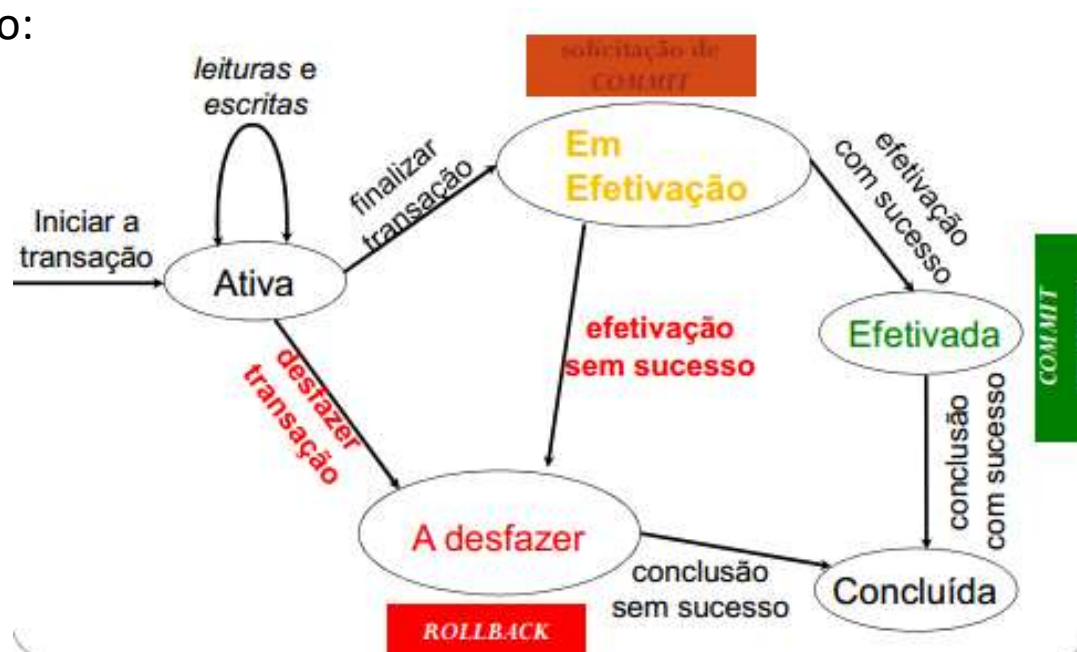 o:
solicitação de
COMMIT
leituras e
escritas
Em
Efetivação
finalizar
transação
efetivação
com sucesso
Iniciar a
transação
Ativa
efetivação
sem sucesso
Efetivada
COMMIT
desfazer
transação
conclusão
com sucesso
A desfazer
conclusão
sem sucesso
Concluída
ROLLBACK